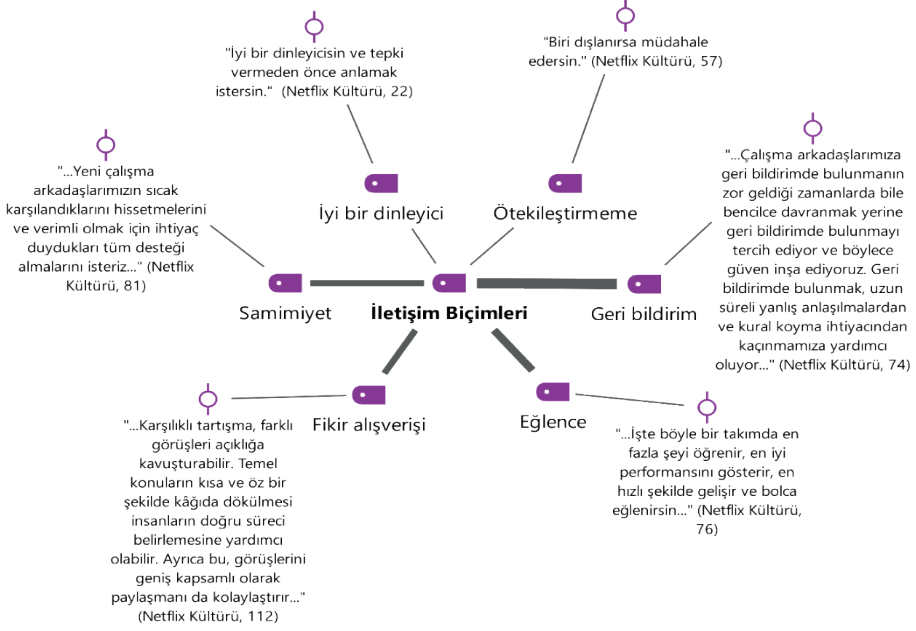 "İyi bir dinleyicisin ve tepki
vermeden önce anlamak
istersin."  (Netflix Kültürü, 22)
"Biri dışlanırsa müdahale
edersin." (Netflix Kültürü, 57)
"...Yeni çalışma
arkadaşlarımızın sıcak
karşılandıklarını hissetmelerini
ve verimli olmak için ihtiyaç
duydukları tüm desteği
almalarını isteriz..." (Netflix
Kültürü, 81)
"...Çalışma arkadaşlarımıza
geri bildirimde bulunmanın
zor geldiği zamanlarda bile
bencilce davranmak yerine
geri bildirimde bulunmayı
tercih ediyor ve böylece
güven inşa ediyoruz. Geri
bildirimde bulunmak, uzun
süreli yanlış anlaşılmalardan
ve kural koyma ihtiyacından
kaçınmamıza yardımcı
oluyor..." (Netflix Kültürü, 74)
İyi bir dinleyici
Ötekileştirmeme
Samimiyet
İletişim Biçimleri
Geri bildirim
Fikir alışverişi
Eğlence
"...Karşılıklı tartışma, farklı
görüşleri açıklığa
kavuşturabilir. Temel
konuların kısa ve öz bir
şekilde kâğıda dökülmesi
insanların doğru süreci
belirlemesine yardımcı
olabilir. Ayrıca bu, görüşlerini
geniş kapsamlı olarak
paylaşmanı da kolaylaştırır..."
(Netflix Kültürü, 112)
"...İşte böyle bir takımda en
fazla şeyi öğrenir, en iyi
performansını gösterir, en
hızlı şekilde gelişir ve bolca
eğlenirsin..." (Netflix Kültürü,
76)